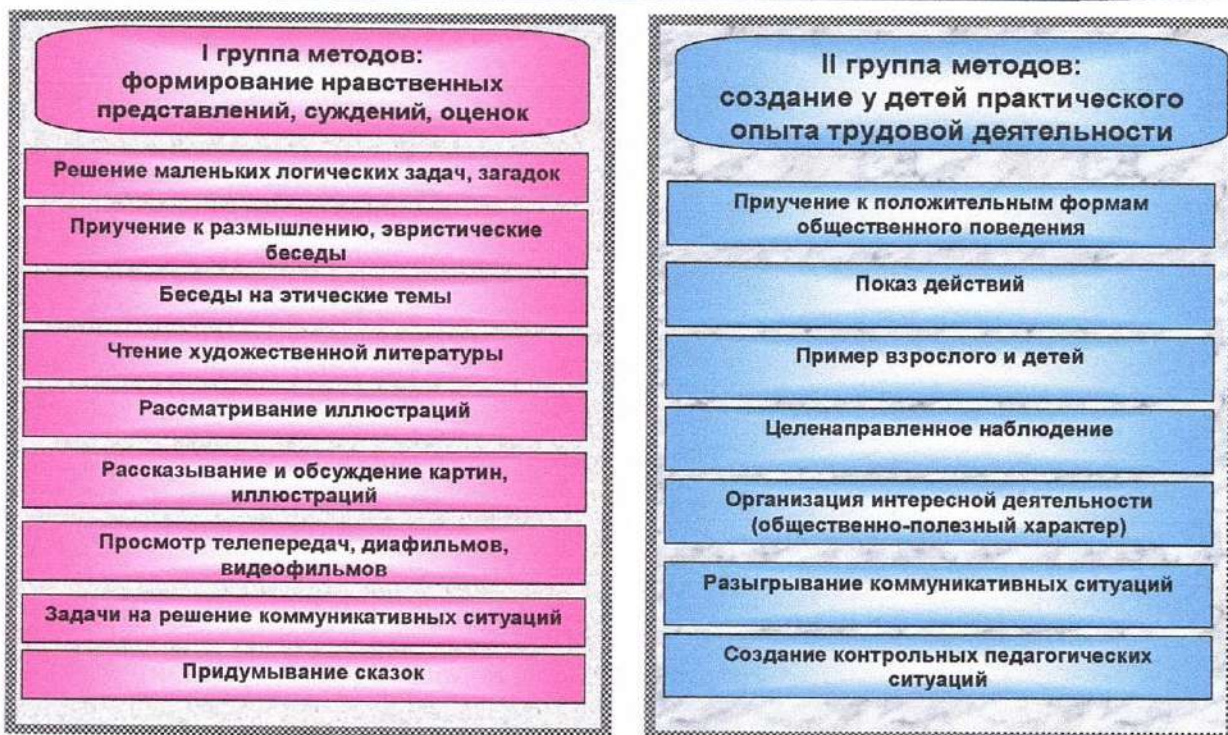 I группа методов:
формирование нравственных
представлений, суждений, оценок
Решение маленьких логических задач, загадок
Приучение к размышлению, эвристические
беседы
Беседы на этические темы
Чтение художественной литературы
Рассматривание иллюстраций
Рассказывание и обсуждение картин,
иллюстраций
Просмотр телепередач, диафильмов,
видеофильмов
Задачи на решение коммуникативных ситуаций
Придумывание сказок
II группа методов:
создание у детей практического
опыта трудовой деятельности
Приучение к положительным формам
общественного поведения
Показ действий
Пример взрослого и детей
Целенаправленное наблюдение
Организация интересной деятельности
(общественно-полезный характер)
Разыгрывание коммуникативных ситуаций
Создание контрольных педагогических
ситуаций